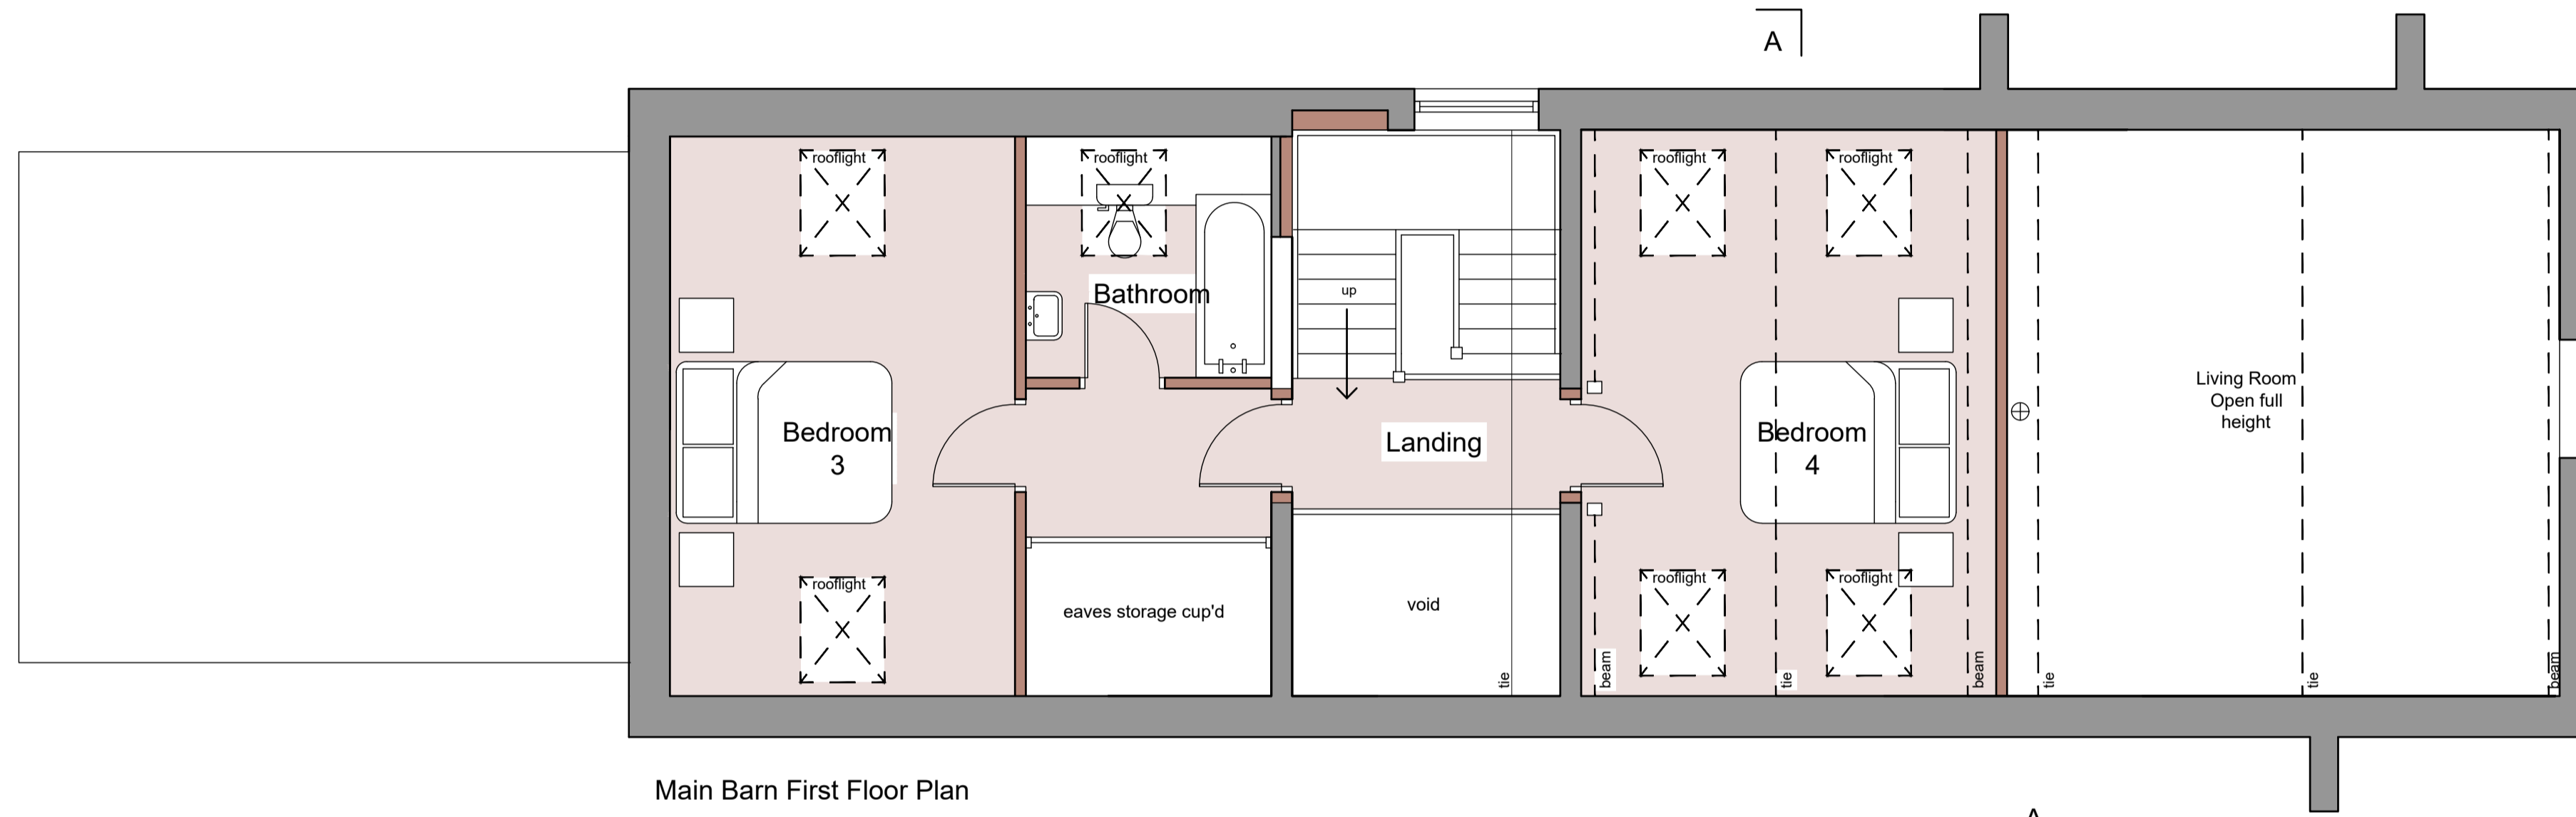 A
rooflight
rooflight
rooflight
rooflight
Bathroom
up
Bedroom
3
Landing
Bedroom
4
Living Room
Open full
height
rooflight
rooflight
rooflight
eaves storage cup'd
void
tie
beam
tie
beam
tie
tie
beam
Main Barn First Floor Plan
A